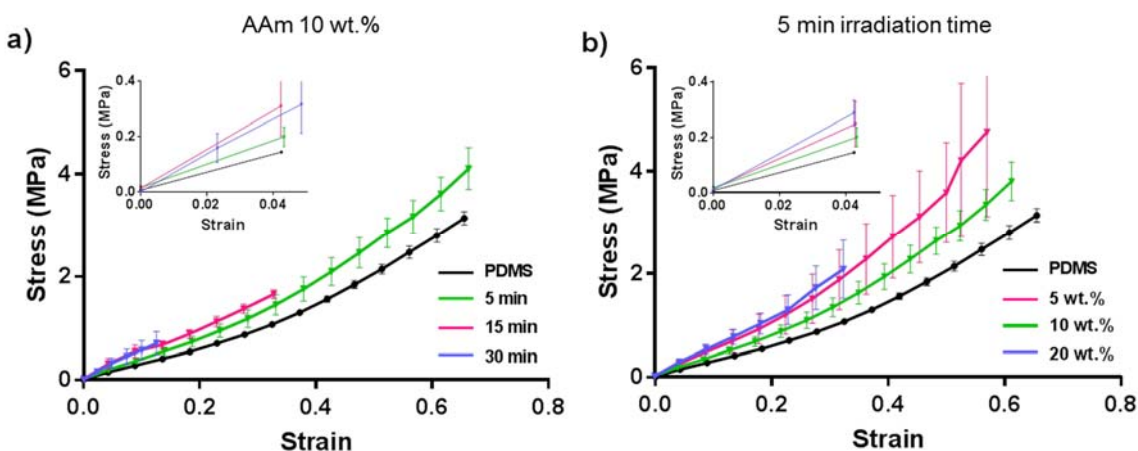 AAm 10 wt.%
a)
6
4
2
0
Stress (MPa)
0.0 0.2 0.4 0.6 0.8
Strain
0.4
0.2
0.0
Stress (MPa)
0.00 0.02 0.04
Strain
PDMS
5 min
15 min
30 min
5 min irradiation time
b)
6
4
2
0
Stress (MPa)
0.0 0.2 0.4 0.6 0.8
Strain
0.4
0.2
0.0
Stress (MPa)
0.00 0.02 0.04
Strain
PDMS
5 wt.%
10 wt.%
20 wt.%